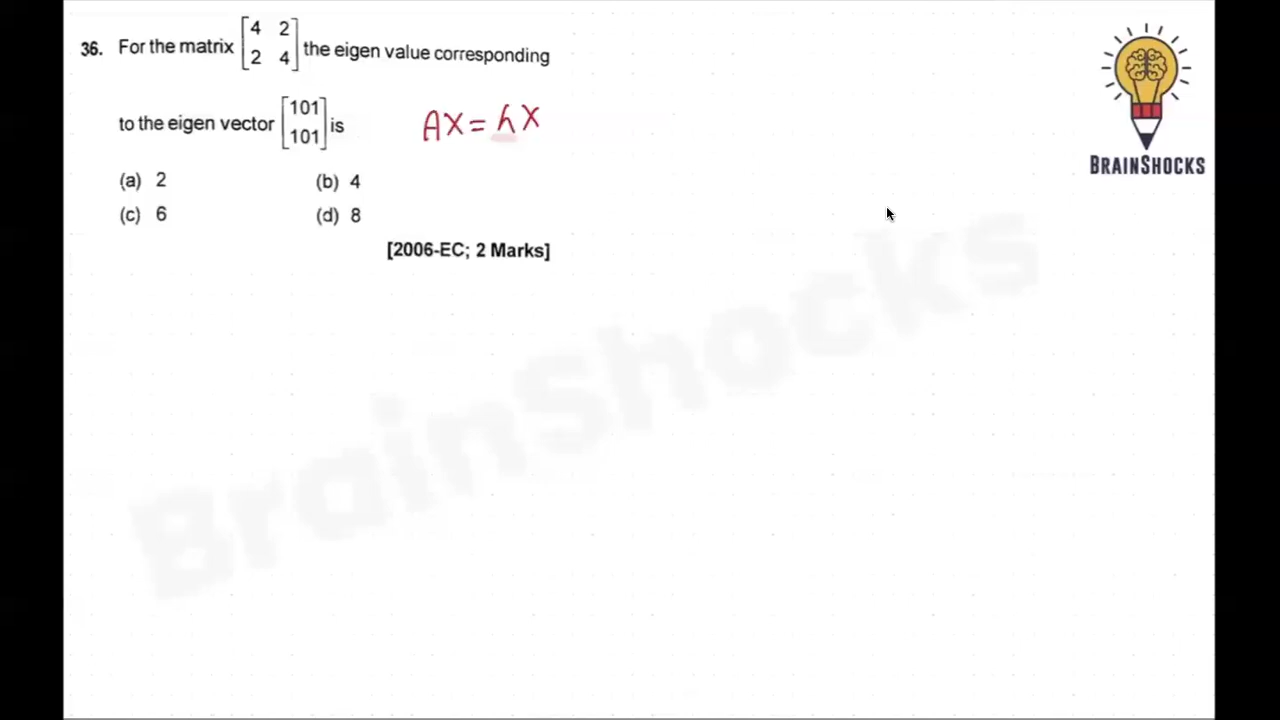 36. For the matrix [4 2
2 4] the eigen value corresponding
to the eigen vector [101
101] is
AX = λX
(a) 2 (b) 4
(c) 6 (d) 8
[2006-EC; 2 Marks]
BRAINSHOCKS
BrainShocks